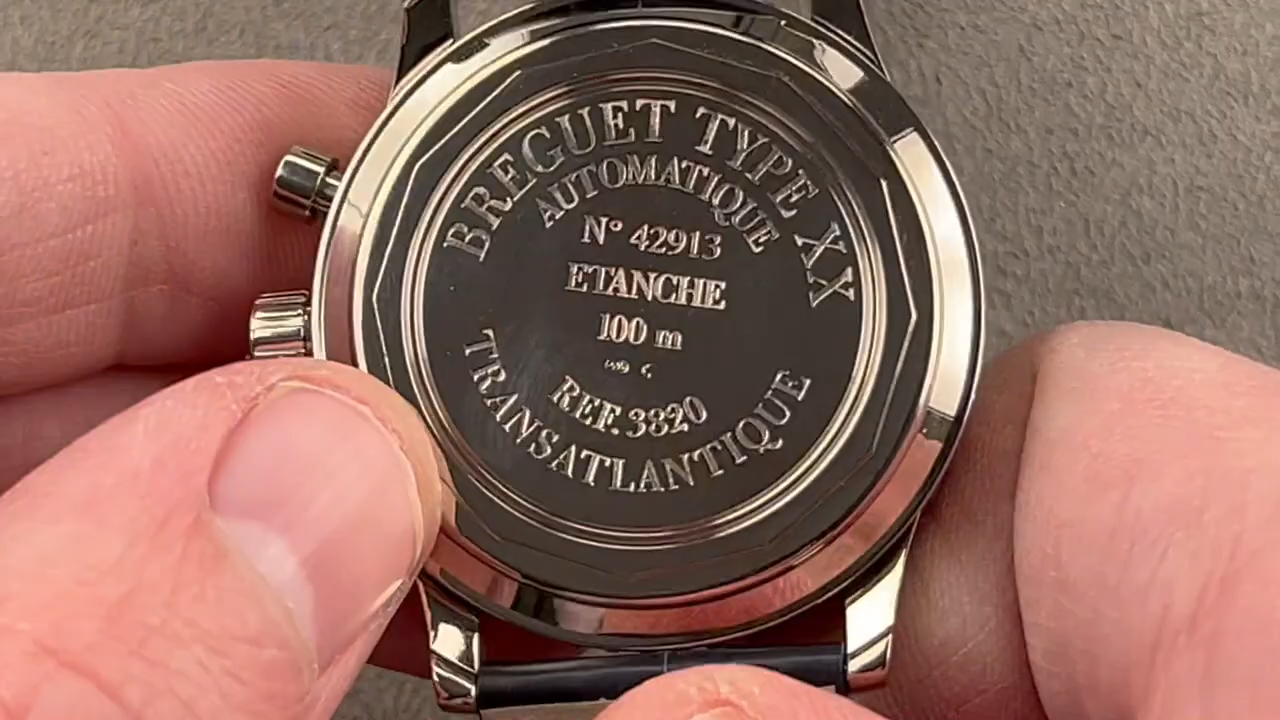 BREGUET TYPE XX
AUTOMATIQUE
N° 42913
ETANCHE
100 m
REF. 3820
TRANSATLANTIQUE